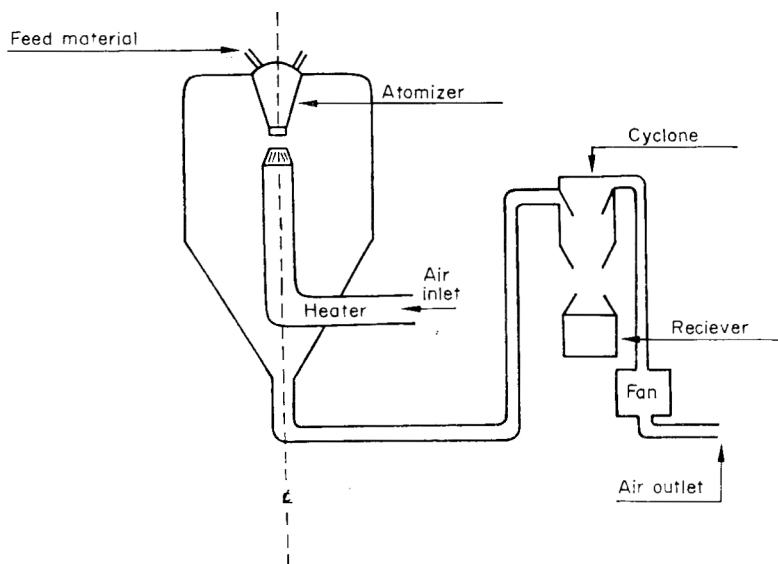 Feed material
Atomizer
Cyclone
Air
inlet
Heater
Reciever
Fan
Air outlet